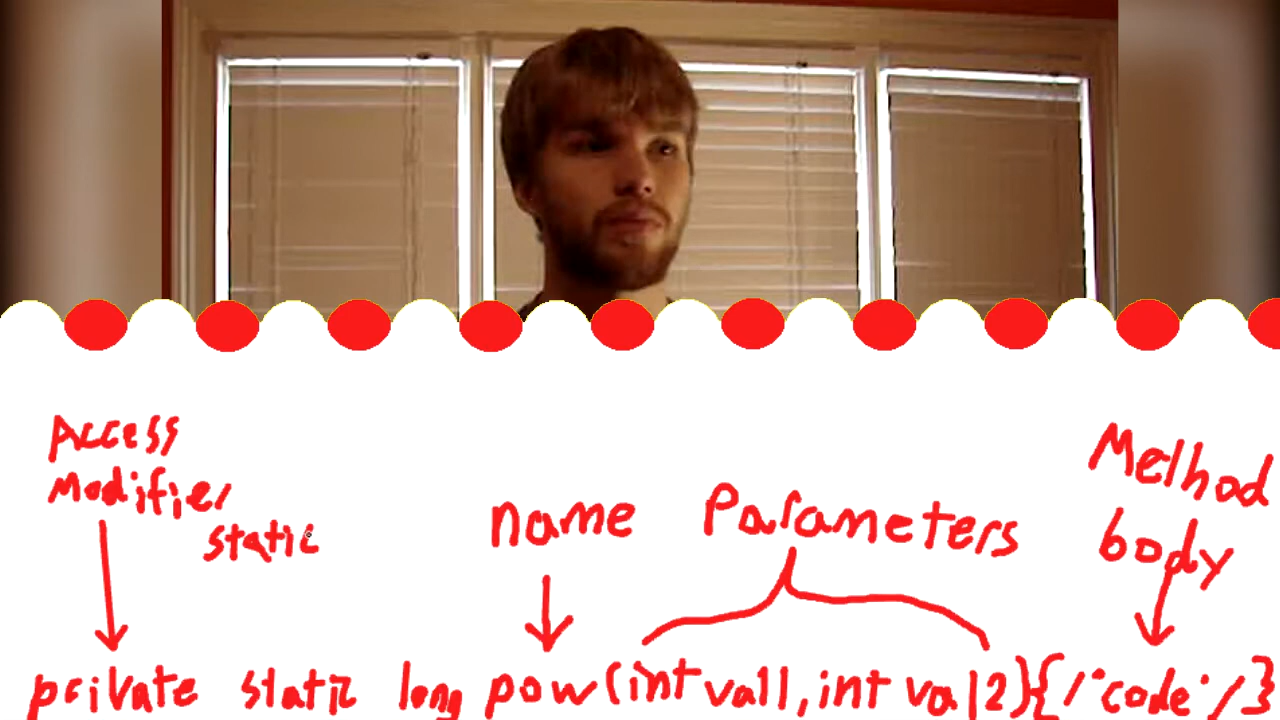 Access
Modifier
static
name
Parameters
Method
body
private static long pow(int val1, int val2){/*code*/}